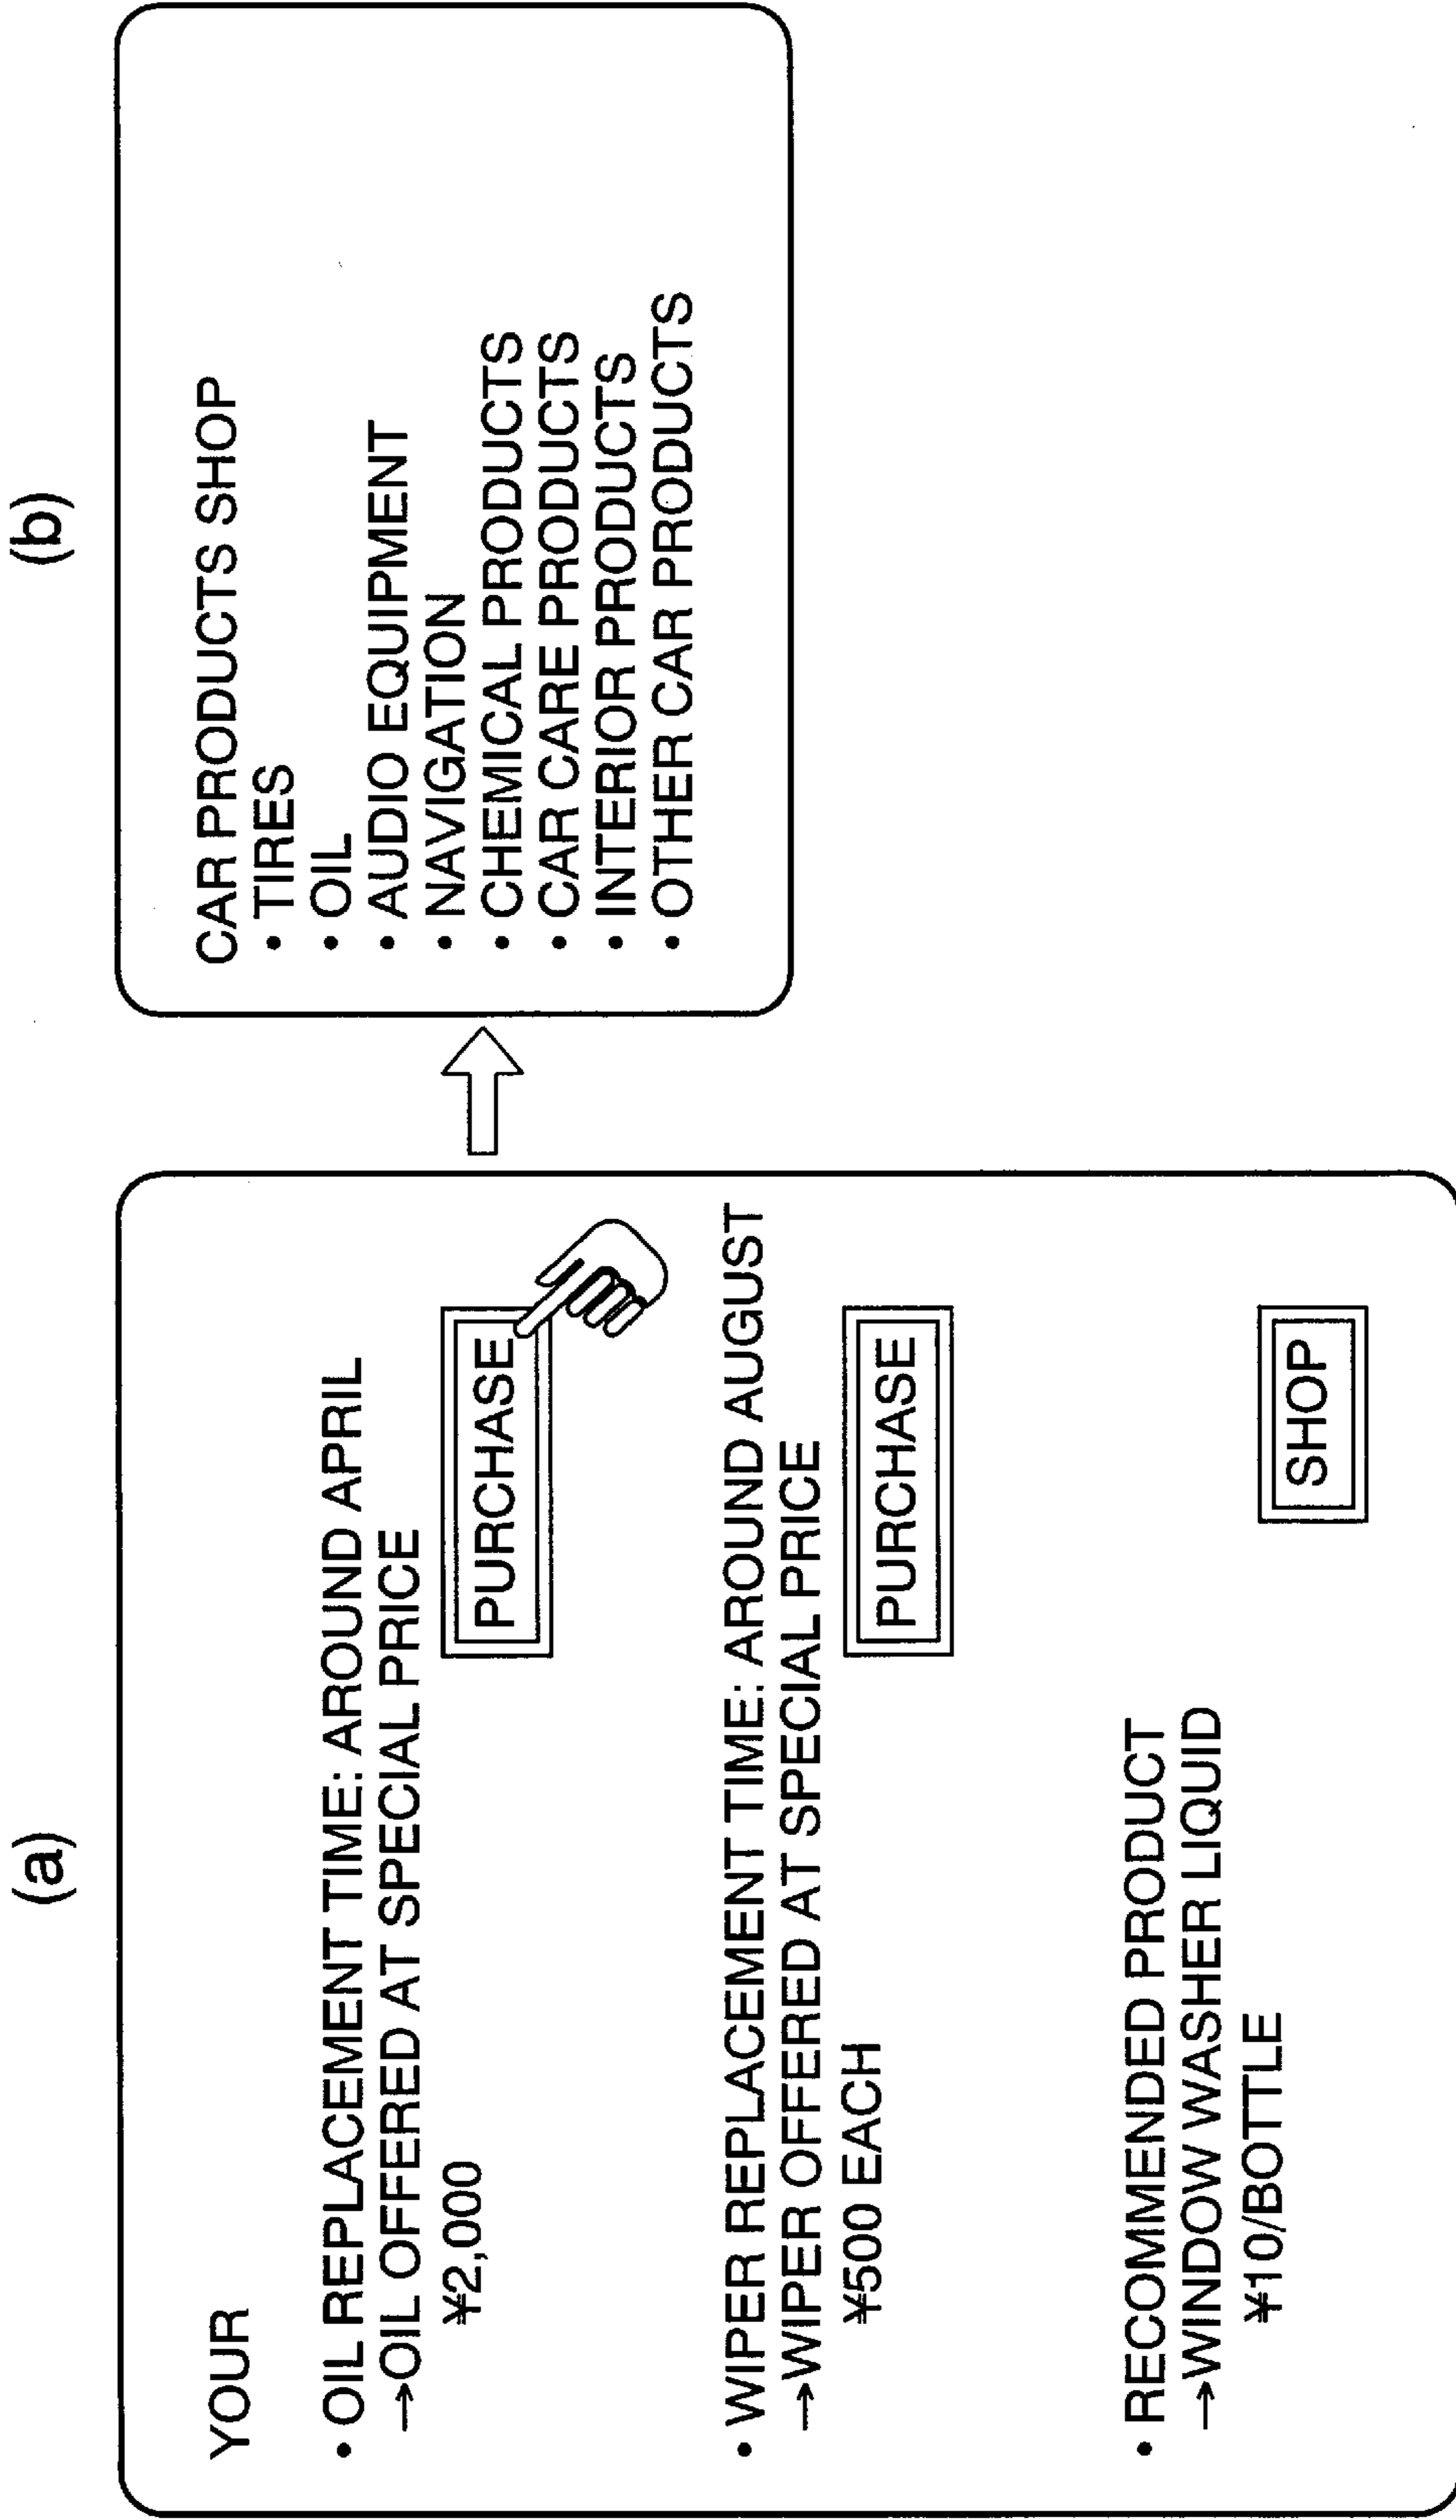 (a)
YOUR
• OIL REPLACEMENT TIME: AROUND APRIL
→OIL OFFERED AT SPECIAL PRICE
¥2,000
PURCHASE
• WIPER REPLACEMENT TIME: AROUND AUGUST
→WIPER OFFERED AT SPECIAL PRICE
¥500 EACH
PURCHASE
• RECOMMENDED PRODUCT
→WINDOW WASHER LIQUID
¥10/BOTTLE
SHOP
(b)
CAR PRODUCTS SHOP
• TIRES
• OIL
• AUDIO EQUIPMENT
• NAVIGATION
• CHEMICAL PRODUCTS
• CAR CARE PRODUCTS
• INTERIOR PRODUCTS
• OTHER CAR PRODUCTS